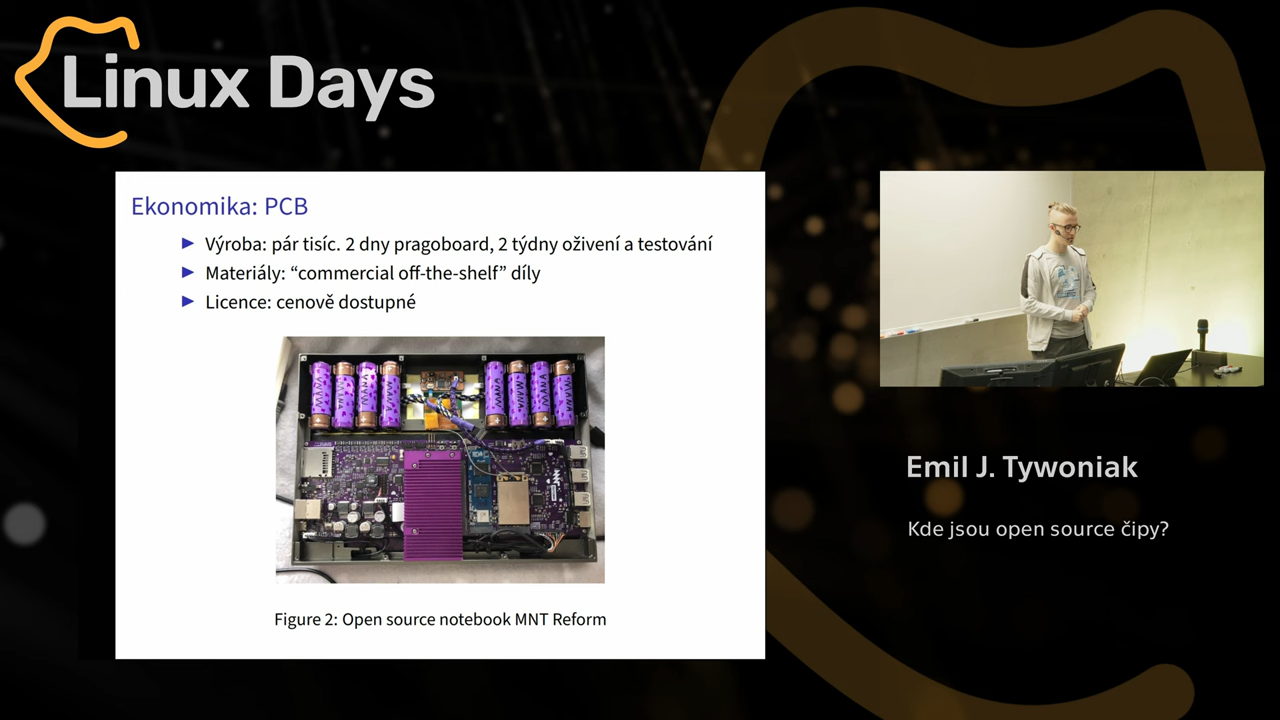 Linux Days
Ekonomika: PCB
Výroba: pár tisíc. 2 dny pragoboard, 2 týdny oživení a testování
Materiály: “commercial off-the-shelf” díly
Licence: cenově dostupné
Figure 2: Open source notebook MNT Reform
Emil J. Tywoniak
Kde jsou open source čipy?